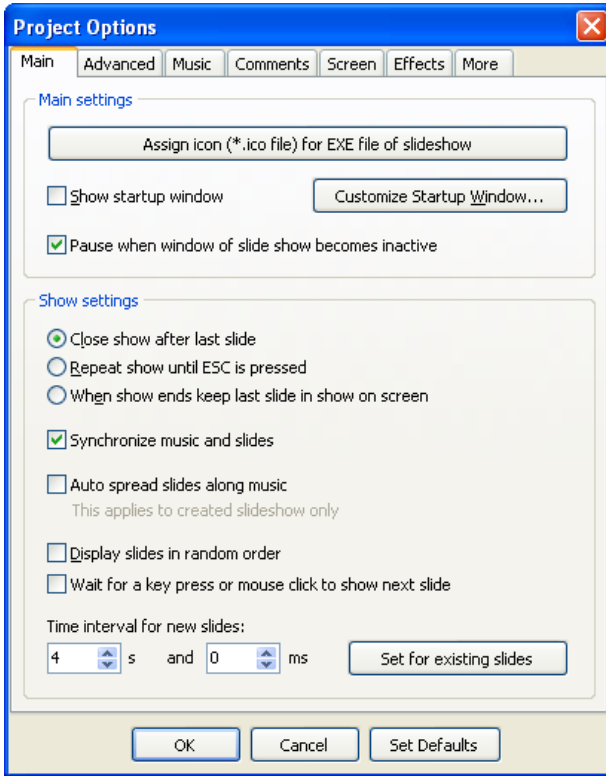 Project Options
Main Advanced Music Comments Screen Effects More
Main settings
Assign icon (*.ico file) for EXE file of slideshow
Show startup window Customize Startup Window...
Pause when window of slide show becomes inactive
Show settings
Close show after last slide
Repeat show until ESC is pressed
When show ends keep last slide in show on screen
Synchronize music and slides
Auto spread slides along music
This applies to created slideshow only
Display slides in random order
Wait for a key press or mouse click to show next slide
Time interval for new slides:
4 s and 0 ms Set for existing slides
OK Cancel Set Defaults